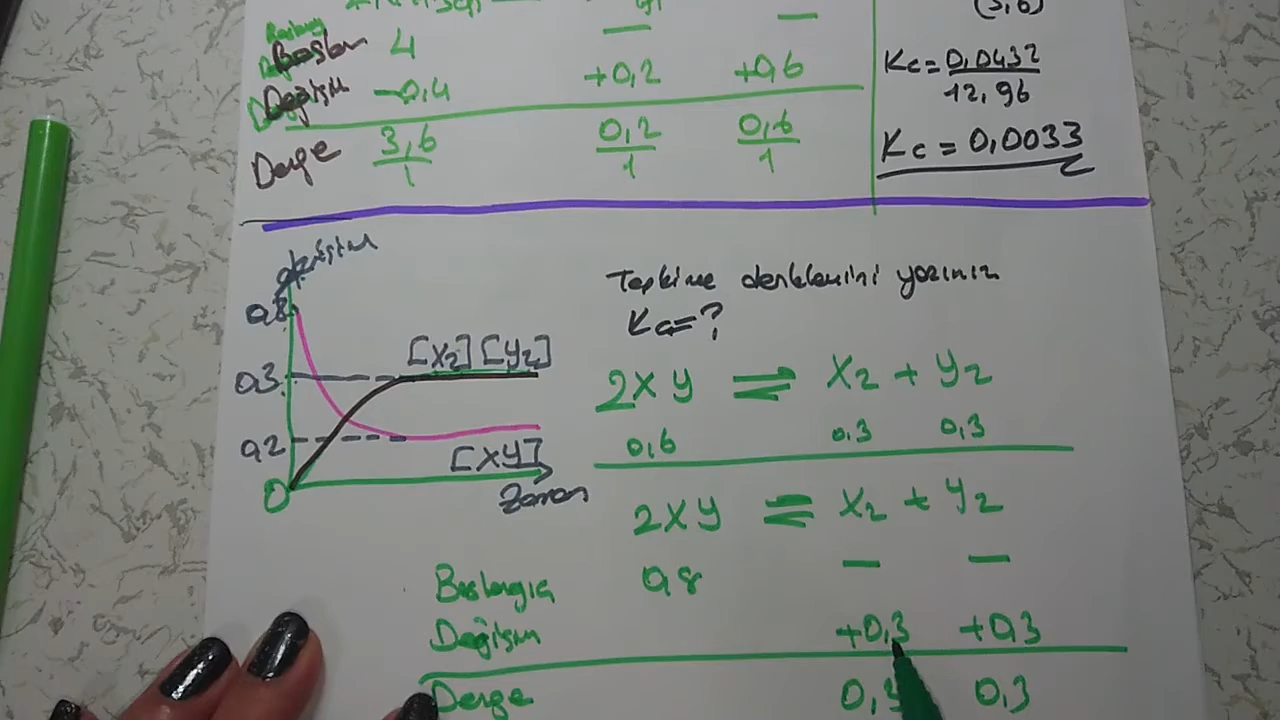 Başlan 4 — —
Değişim -0,4 +0,2 +0,6
Denge 3,6/1 0,2/1 0,6/1
(3,6)
Kc = 0,0432/12,96
Kc = 0,0033
derişim
0,8
0,3
0,2
0
[X2] [Y2]
[XY]
Zaman
Tepkime denklemini yazınız
Kc=?
2XY ⇌ X2 + Y2
0,6 0,3 0,3
2XY ⇌ X2 + Y2
Başlangıç 0,8 — —
Değişim +0,3 +0,3
Denge 0,3 0,3